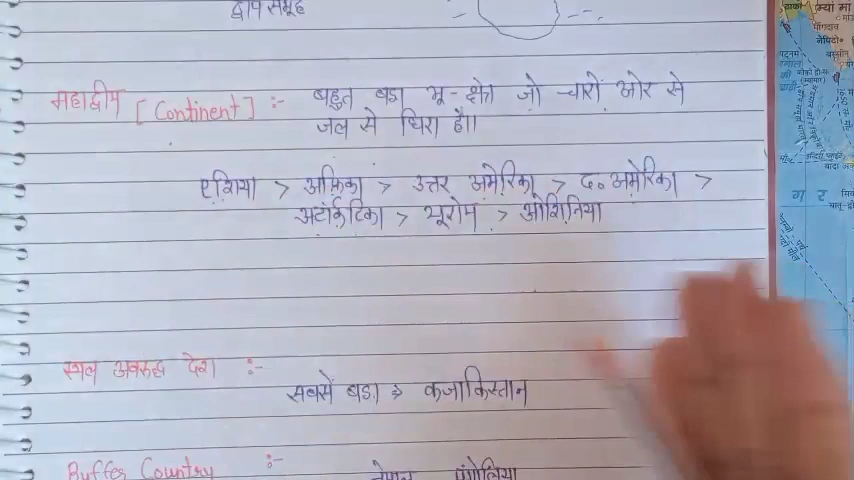 द्वीप समूह
महाद्वीप [Continent] :- बहुत बड़ा भू-क्षेत्र जो चारों ओर से
जल से घिरा हो।
एशिया > अफ्रिका > उत्तर अमेरिका > द० अमेरिका >
अंटार्कटिका > यूरोप > ओशिनिया
स्थल अवरुद्ध देश :-
सबसे बड़ा → कजाकिस्तान
Buffer Country :- नेपाल मंगोलिया